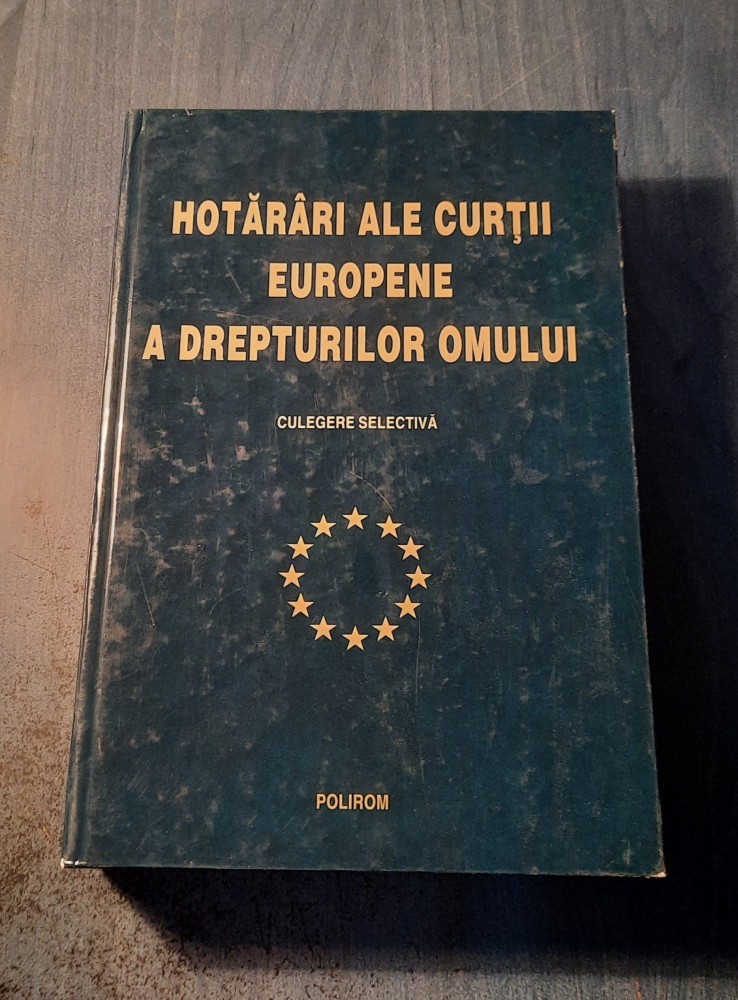 HOTĂRÂRI ALE CURŢII
EUROPENE
A DREPTURILOR OMULUI
CULEGERE SELECTIVĂ
POLIROM